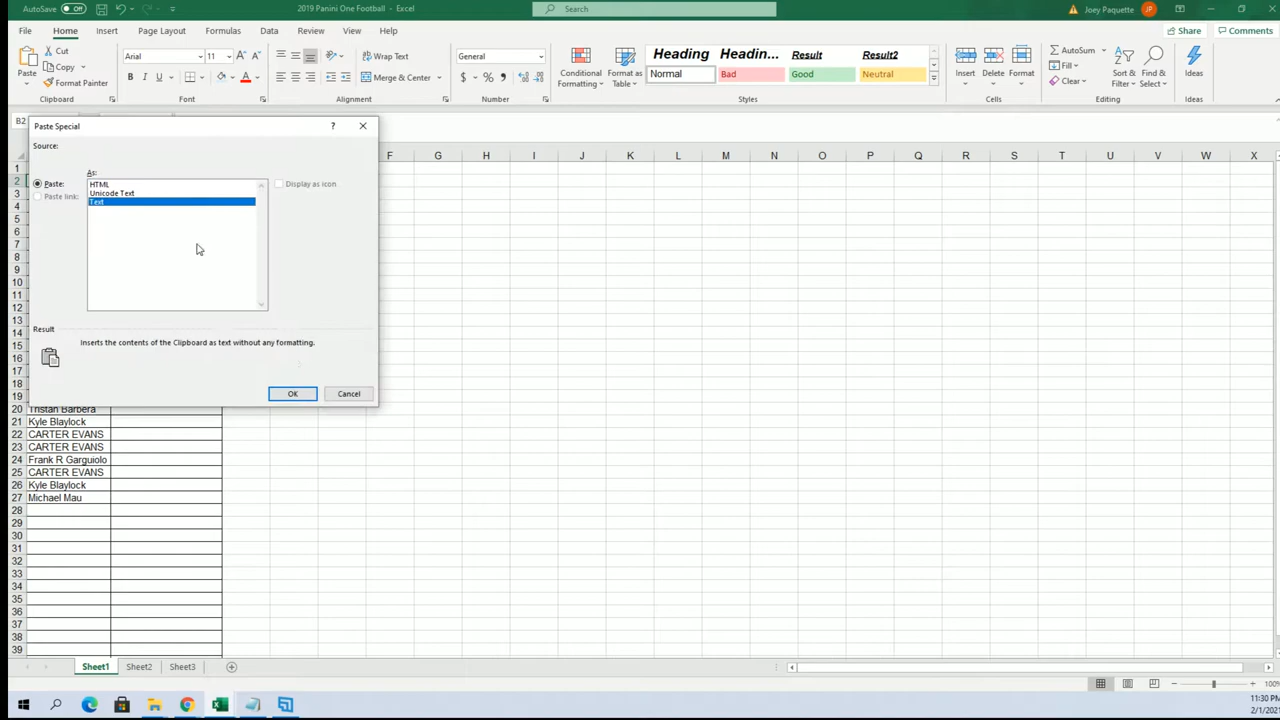 AutoSave Off
2019 Panini One Football - Excel
Search
Joey Paquette JP
File Home Insert Page Layout Formulas Data Review View Help
Share Comments
Paste
Cut
Copy
Format Painter
Clipboard
Arial 11
B I U
Font
Wrap Text
Merge & Center
Alignment
General
$ % ,
Number
Conditional Formatting
Format as Table
Heading Headin... Result Result2
Normal Bad Good Neutral
Styles
Insert Delete Format
Cells
AutoSum
Fill
Clear
Sort & Filter
Find & Select
Editing
Ideas
Ideas
B2
Paste Special ?
Source:
As:
Paste:
Paste link:
HTML
Unicode Text
Text
Display as icon
Result
Inserts the contents of the Clipboard as text without any formatting.
OK Cancel
F G H I J K L M N O P Q R S T U V W X
1
2
3
4
5
6
7
8
9
10
11
12
13
14
15
16
17
18
19
20 Tristan Barbera
21 Kyle Blaylock
22 CARTER EVANS
23 CARTER EVANS
24 Frank R Garguiolo
25 CARTER EVANS
26 Kyle Blaylock
27 Michael Mau
28
29
30
31
32
33
34
35
36
37
38
39
Sheet1 Sheet2 Sheet3
100%
11:30 PM